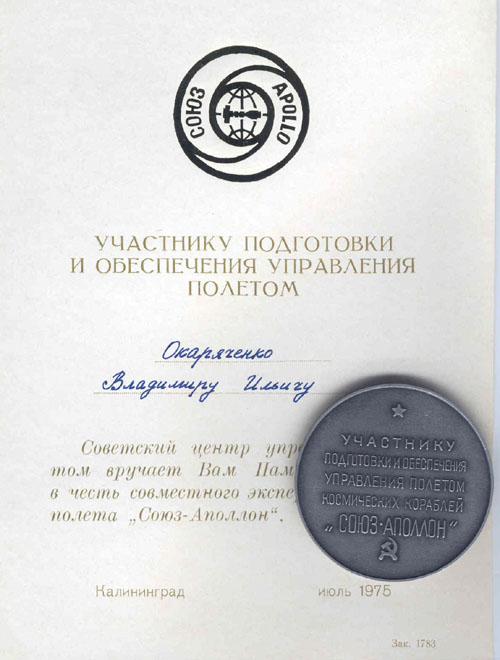 СОЮЗ APOLLO
УЧАСТНИКУ ПОДГОТОВКИ
И ОБЕСПЕЧЕНИЯ УПРАВЛЕНИЯ
ПОЛЕТОМ
Окаряченко
Владимиру Ильичу
Советский центр упр
том вручает Вам Пам
в честь совместного экспе
полета „Союз-Аполлон“.
УЧАСТНИКУ
ПОДГОТОВКИ И ОБЕСПЕЧЕНИЯ
УПРАВЛЕНИЯ ПОЛЕТОМ
КОСМИЧЕСКИХ КОРАБЛЕЙ
„СОЮЗ-АПОЛЛОН"
Калининград июль 1975
Зак. 1783